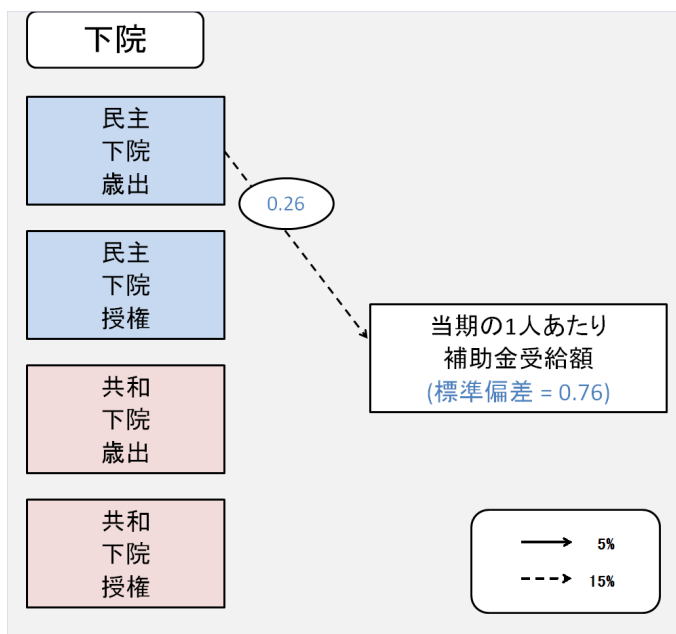 下院
民主
下院
歳出
0.26
民主
下院
授権
当期の1人あたり
補助金受給額
(標準偏差 = 0.76)
共和
下院
歳出
共和
下院
授権
5%
15%